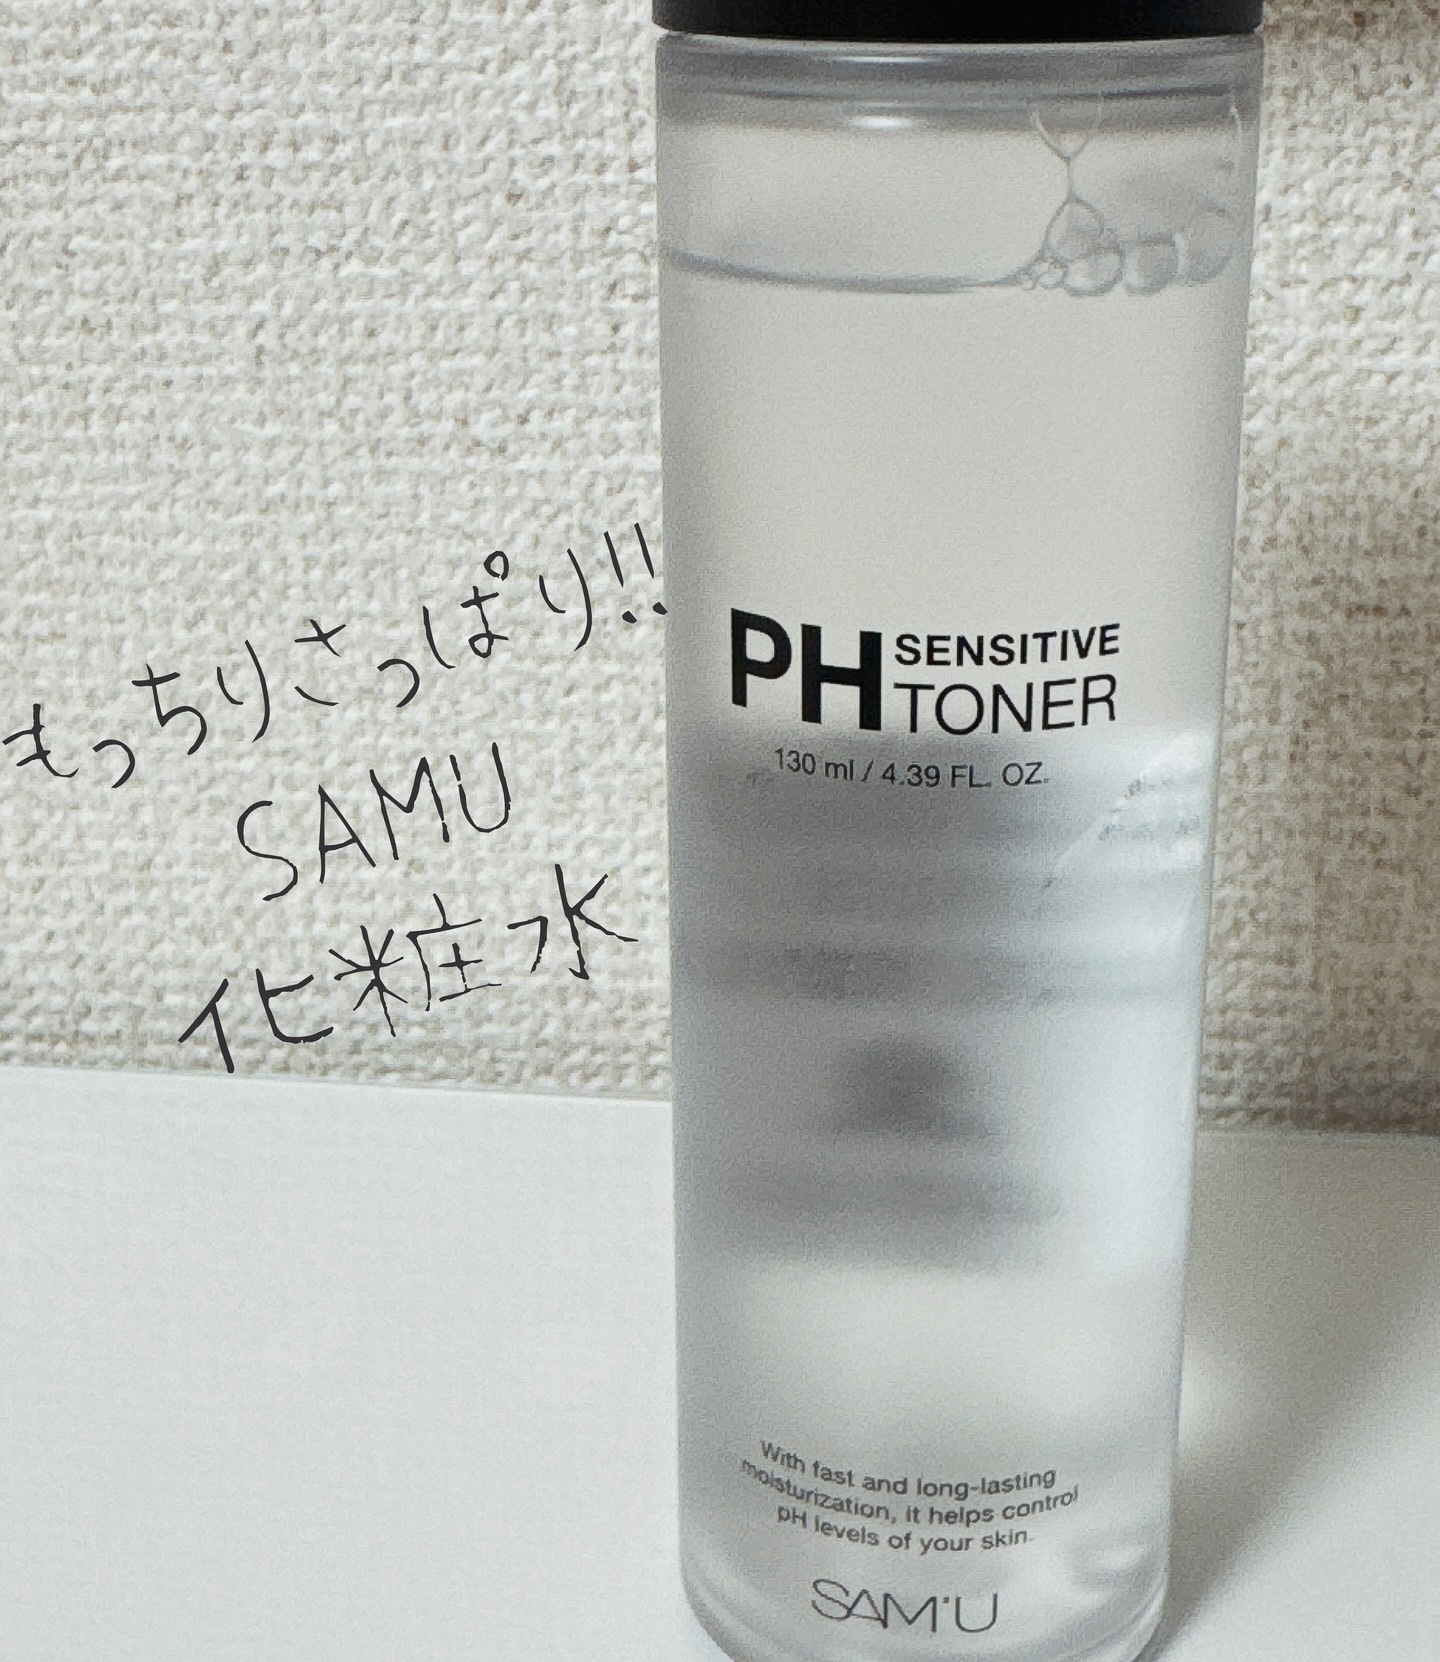 もっちりさっぱり!!
SAMU
化粧水
PH SENSITIVE
TONER
130 ml / 4.39 FL. OZ.
With fast and long-lasting
moisturization, it helps control
pH levels of your skin.
SAM'U